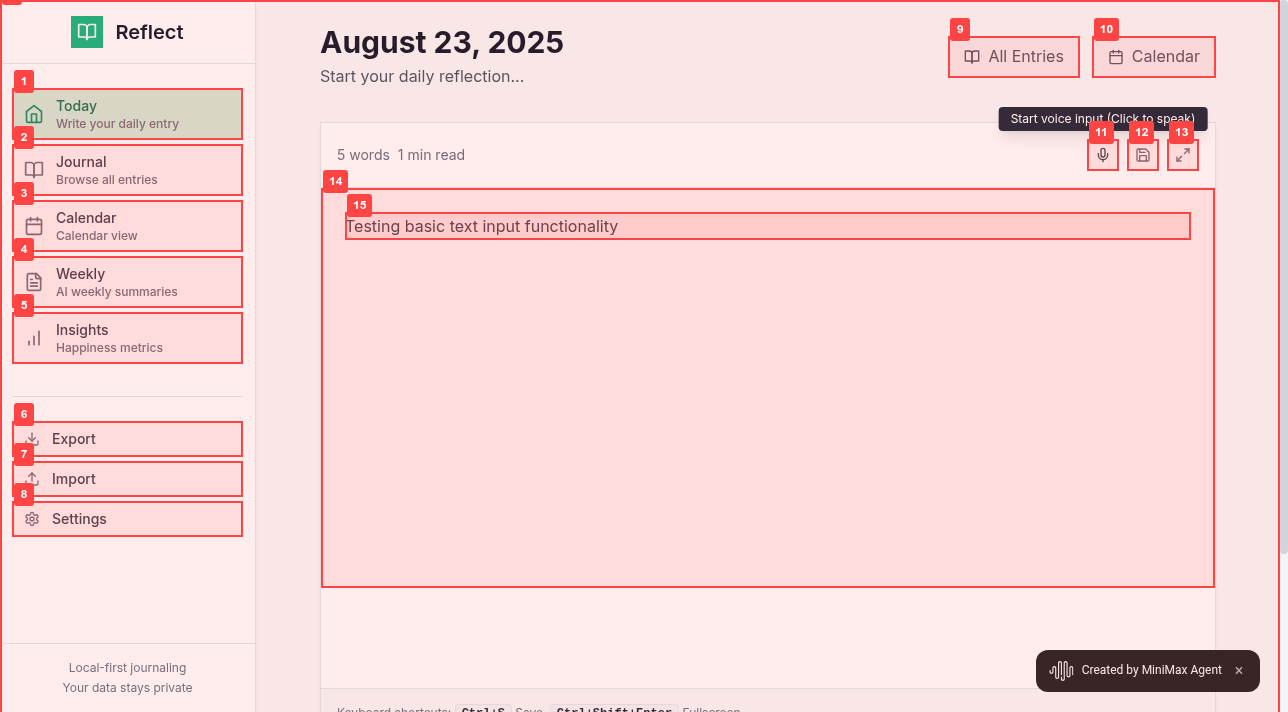 Reflect
1
Today
Write your daily entry
2
Journal
Browse all entries
3
Calendar
Calendar view
4
Weekly
AI weekly summaries
5
Insights
Happiness metrics
6
Export
7
Import
8
Settings
Local-first journaling
Your data stays private
August 23, 2025
Start your daily reflection...
9
All Entries
10
Calendar
Start voice input (Click to speak)
11
12
13
5 words 1 min read
14
15
Testing basic text input functionality
Keyboard shortcuts: Ctrl+S Save Ctrl+Shift+Enter Fullscreen
Created by MiniMax Agent ×